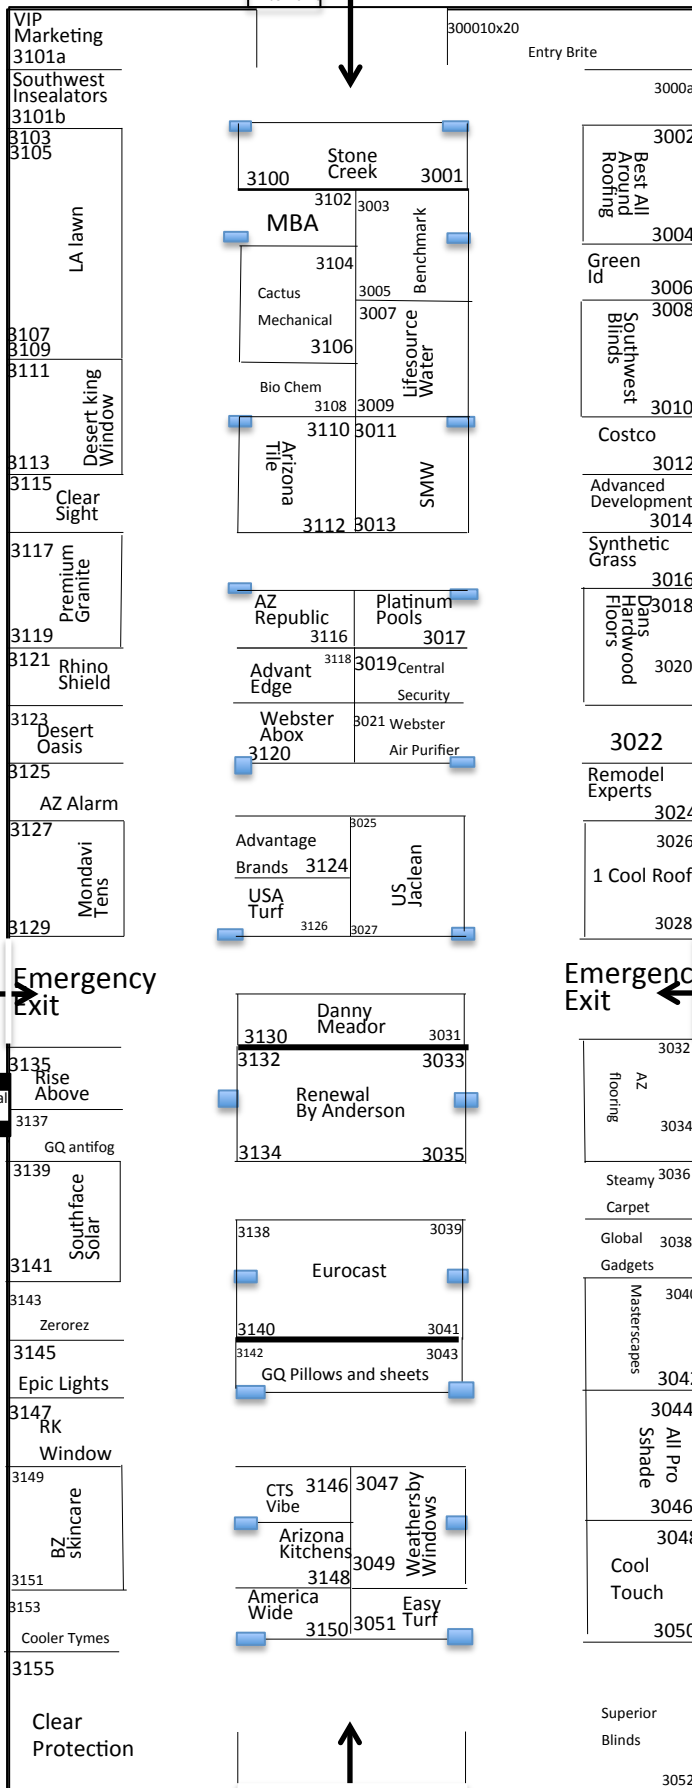 VIP
Marketing
3101a
Southwest
Insealators
3101b
3103
3105
LA lawn
3107
3109
3111
Desert king
Window
3113
3115
Clear
Sight
3117
Premium
Granite
3119
3121 Rhino
Shield
3123
Desert
Oasis
3125
AZ Alarm
3127
Mondavi
Tens
3129
Emergency
Exit
3135
Rise
Above
3137
GQ antifog
3139
Southface
Solar
3141
3143
Zerorez
3145
Epic Lights
3147
RK
Window
3149
BZ
skincare
3151
3153
Cooler Tymes
3155
Clear
Protection
Stone
Creek
3100 3001
3102 3003
MBA
Benchmark
3104
Cactus
3005
Mechanical
3007
3106
Lifesource
Water
Bio Chem
3108 3009
3110 3011
Arizona
Tile
SMW
3112 3013
AZ
Republic
3116
Platinum
Pools
3017
3118
Advant
Edge
3019 Central
Security
Webster
Abox
3120
3021 Webster
Air Purifier
3025
Advantage
Brands 3124
US
Jaclean
USA
Turf
3126 3027
Danny
Meador
3130 3031
3132 3033
Renewal
By Anderson
3134 3035
3138 3039
Eurocast
3140 3041
3142 3043
GQ Pillows and sheets
CTS
Vibe
3146 3047
Weathersby
Windows
Arizona
Kitchens
3148
3049
America
Wide
3150 3051
Easy
Turf
300010x20
Entry Brite
3000a
3002
Best All
Around
Roofing
3004
Green
Id
3006
3008
Southwest
Blinds
3010
Costco
3012
Advanced
Development
3014
Synthetic
Grass
3016
3018
Dans
Hardwood
Floors
3020
3022
Remodel
Experts
3024
3026
1 Cool Roof
3028
Emergenc
Exit
3032
AZ
flooring
3034
Steamy 3036
Carpet
Global 3038
Gadgets
3040
Masterscapes
3044
All Pro
Sshade
3046
3048
Cool
Touch
3050
Superior
Blinds
3052